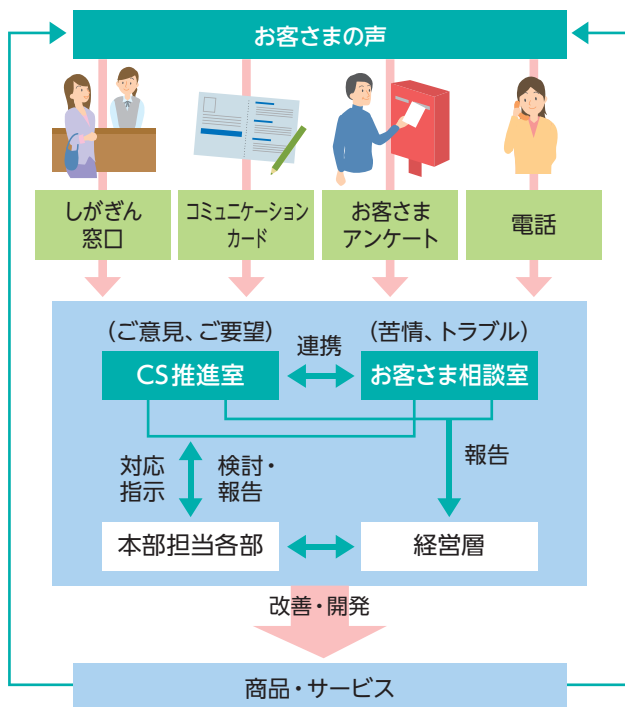 お客さまの声
しがぎん
窓口
コミュニケーション
カード
お客さま
アンケート
電話
(ご意見、ご要望)
(苦情、トラブル)
CS推進室
連携
お客さま相談室
対応
指示
検討・
報告
報告
本部担当各部
経営層
改善・開発
商品・サービス